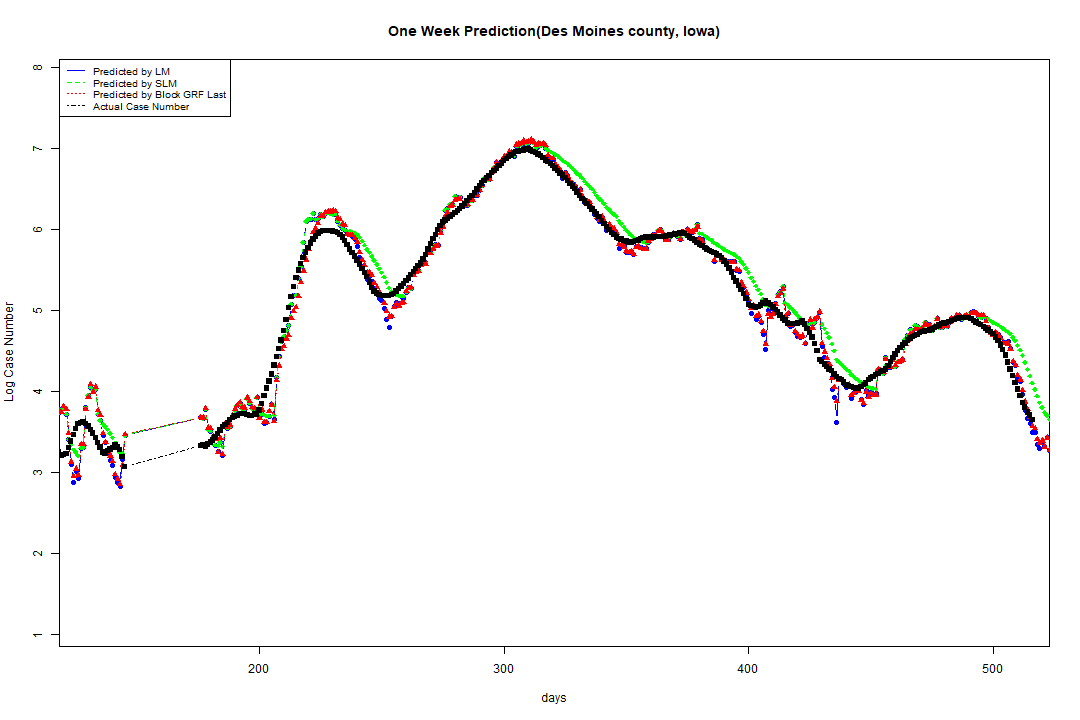 One Week Prediction(Des Moines county, Iowa)
Predicted by LM
Predicted by SLM
Predicted by Block GRF Last
Actual Case Number
8
7
6
5
4
3
2
1
Log Case Number
200 300 400 500
days